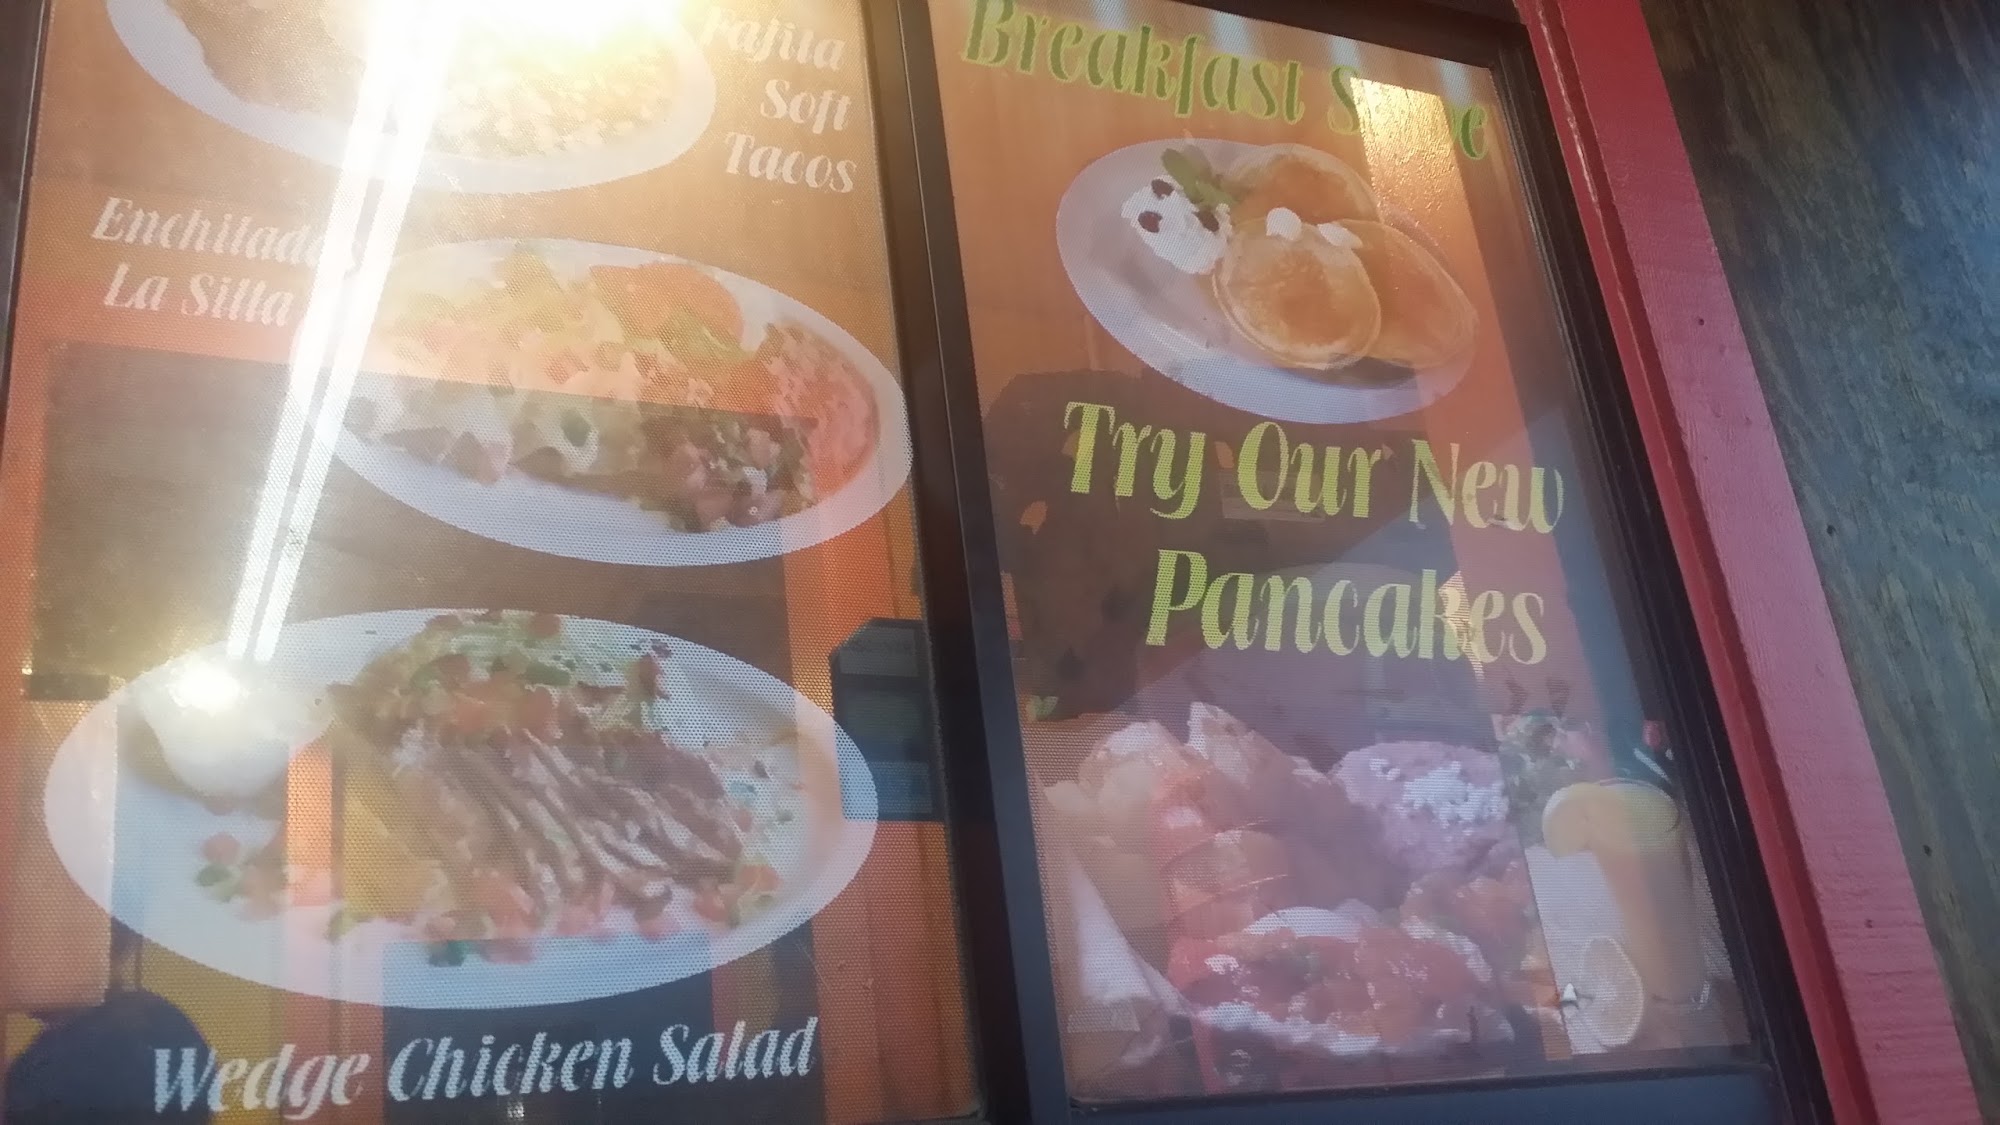 Fajita
Soft
Tacos
Enchiladas
La Silla
Wedge Chicken Salad
Breakfast
Try Our New
Pancakes